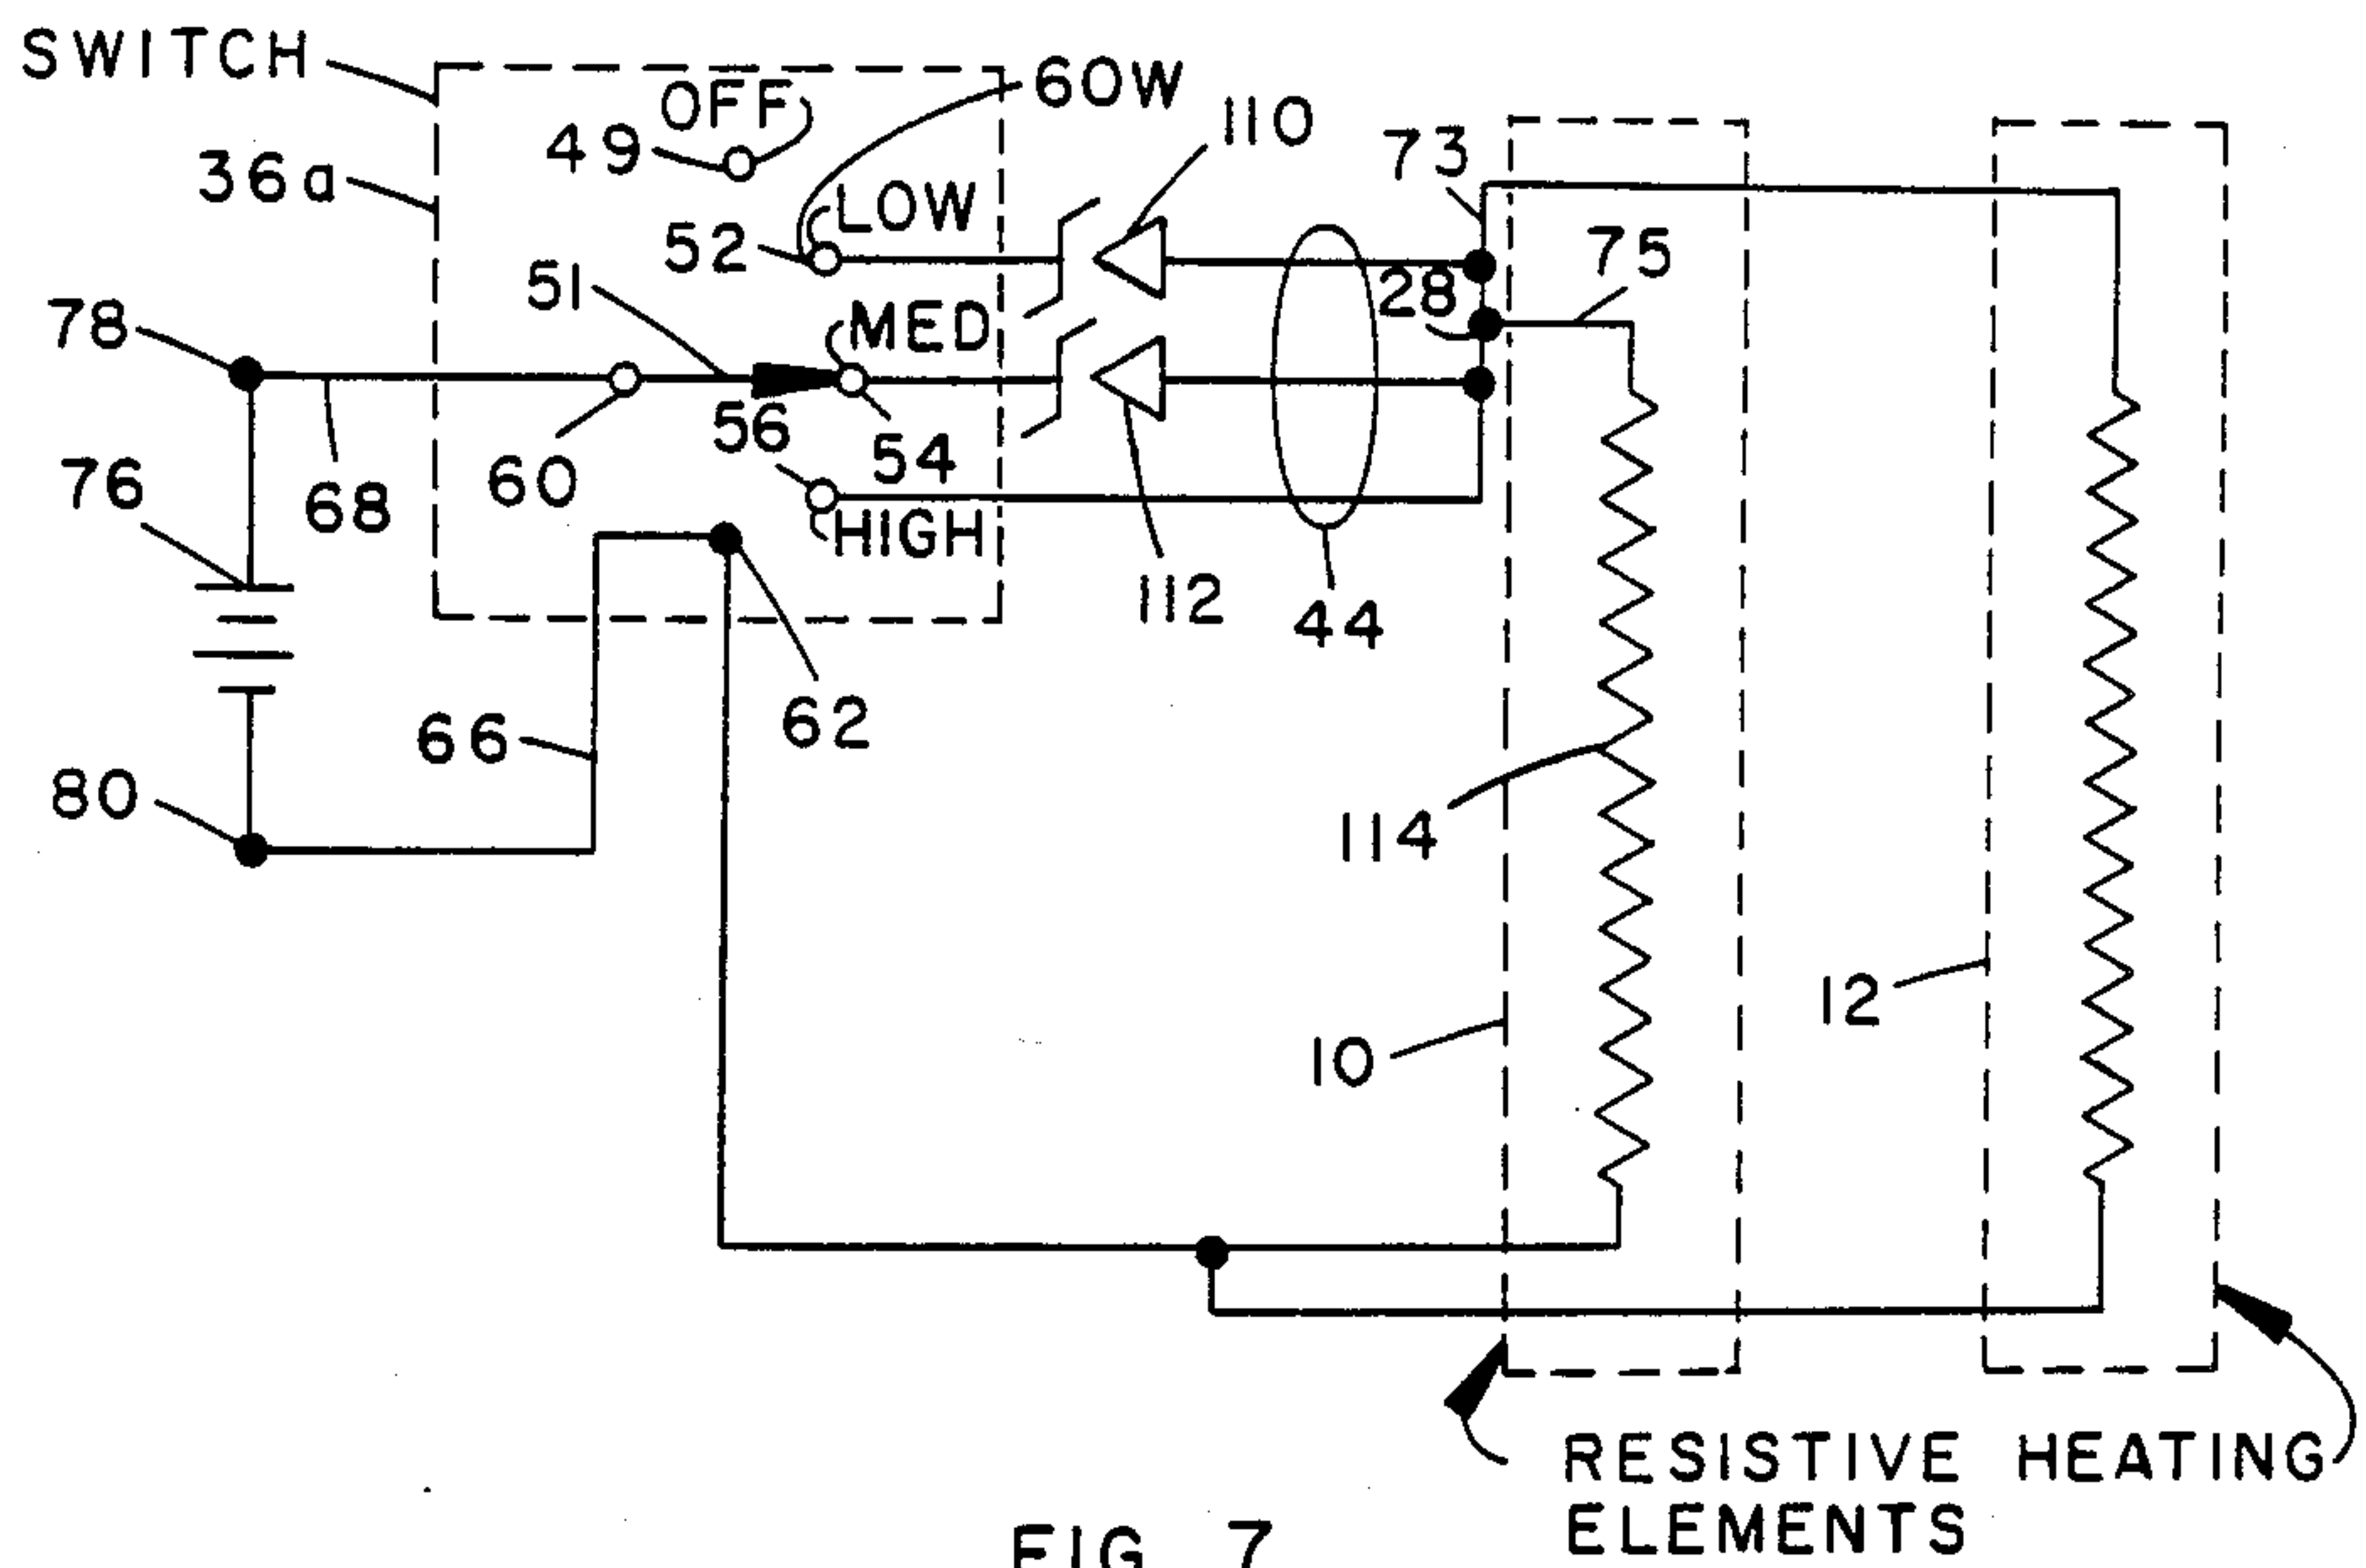 SWITCH
OFF
60W
110
49
36a
73
LOW
52
75
51
28
78
MED
56
54
76
60
68
HIGH
112
44
62
66
80
114
12
10
RESISTIVE HEATING
ELEMENTS
FIG. 7